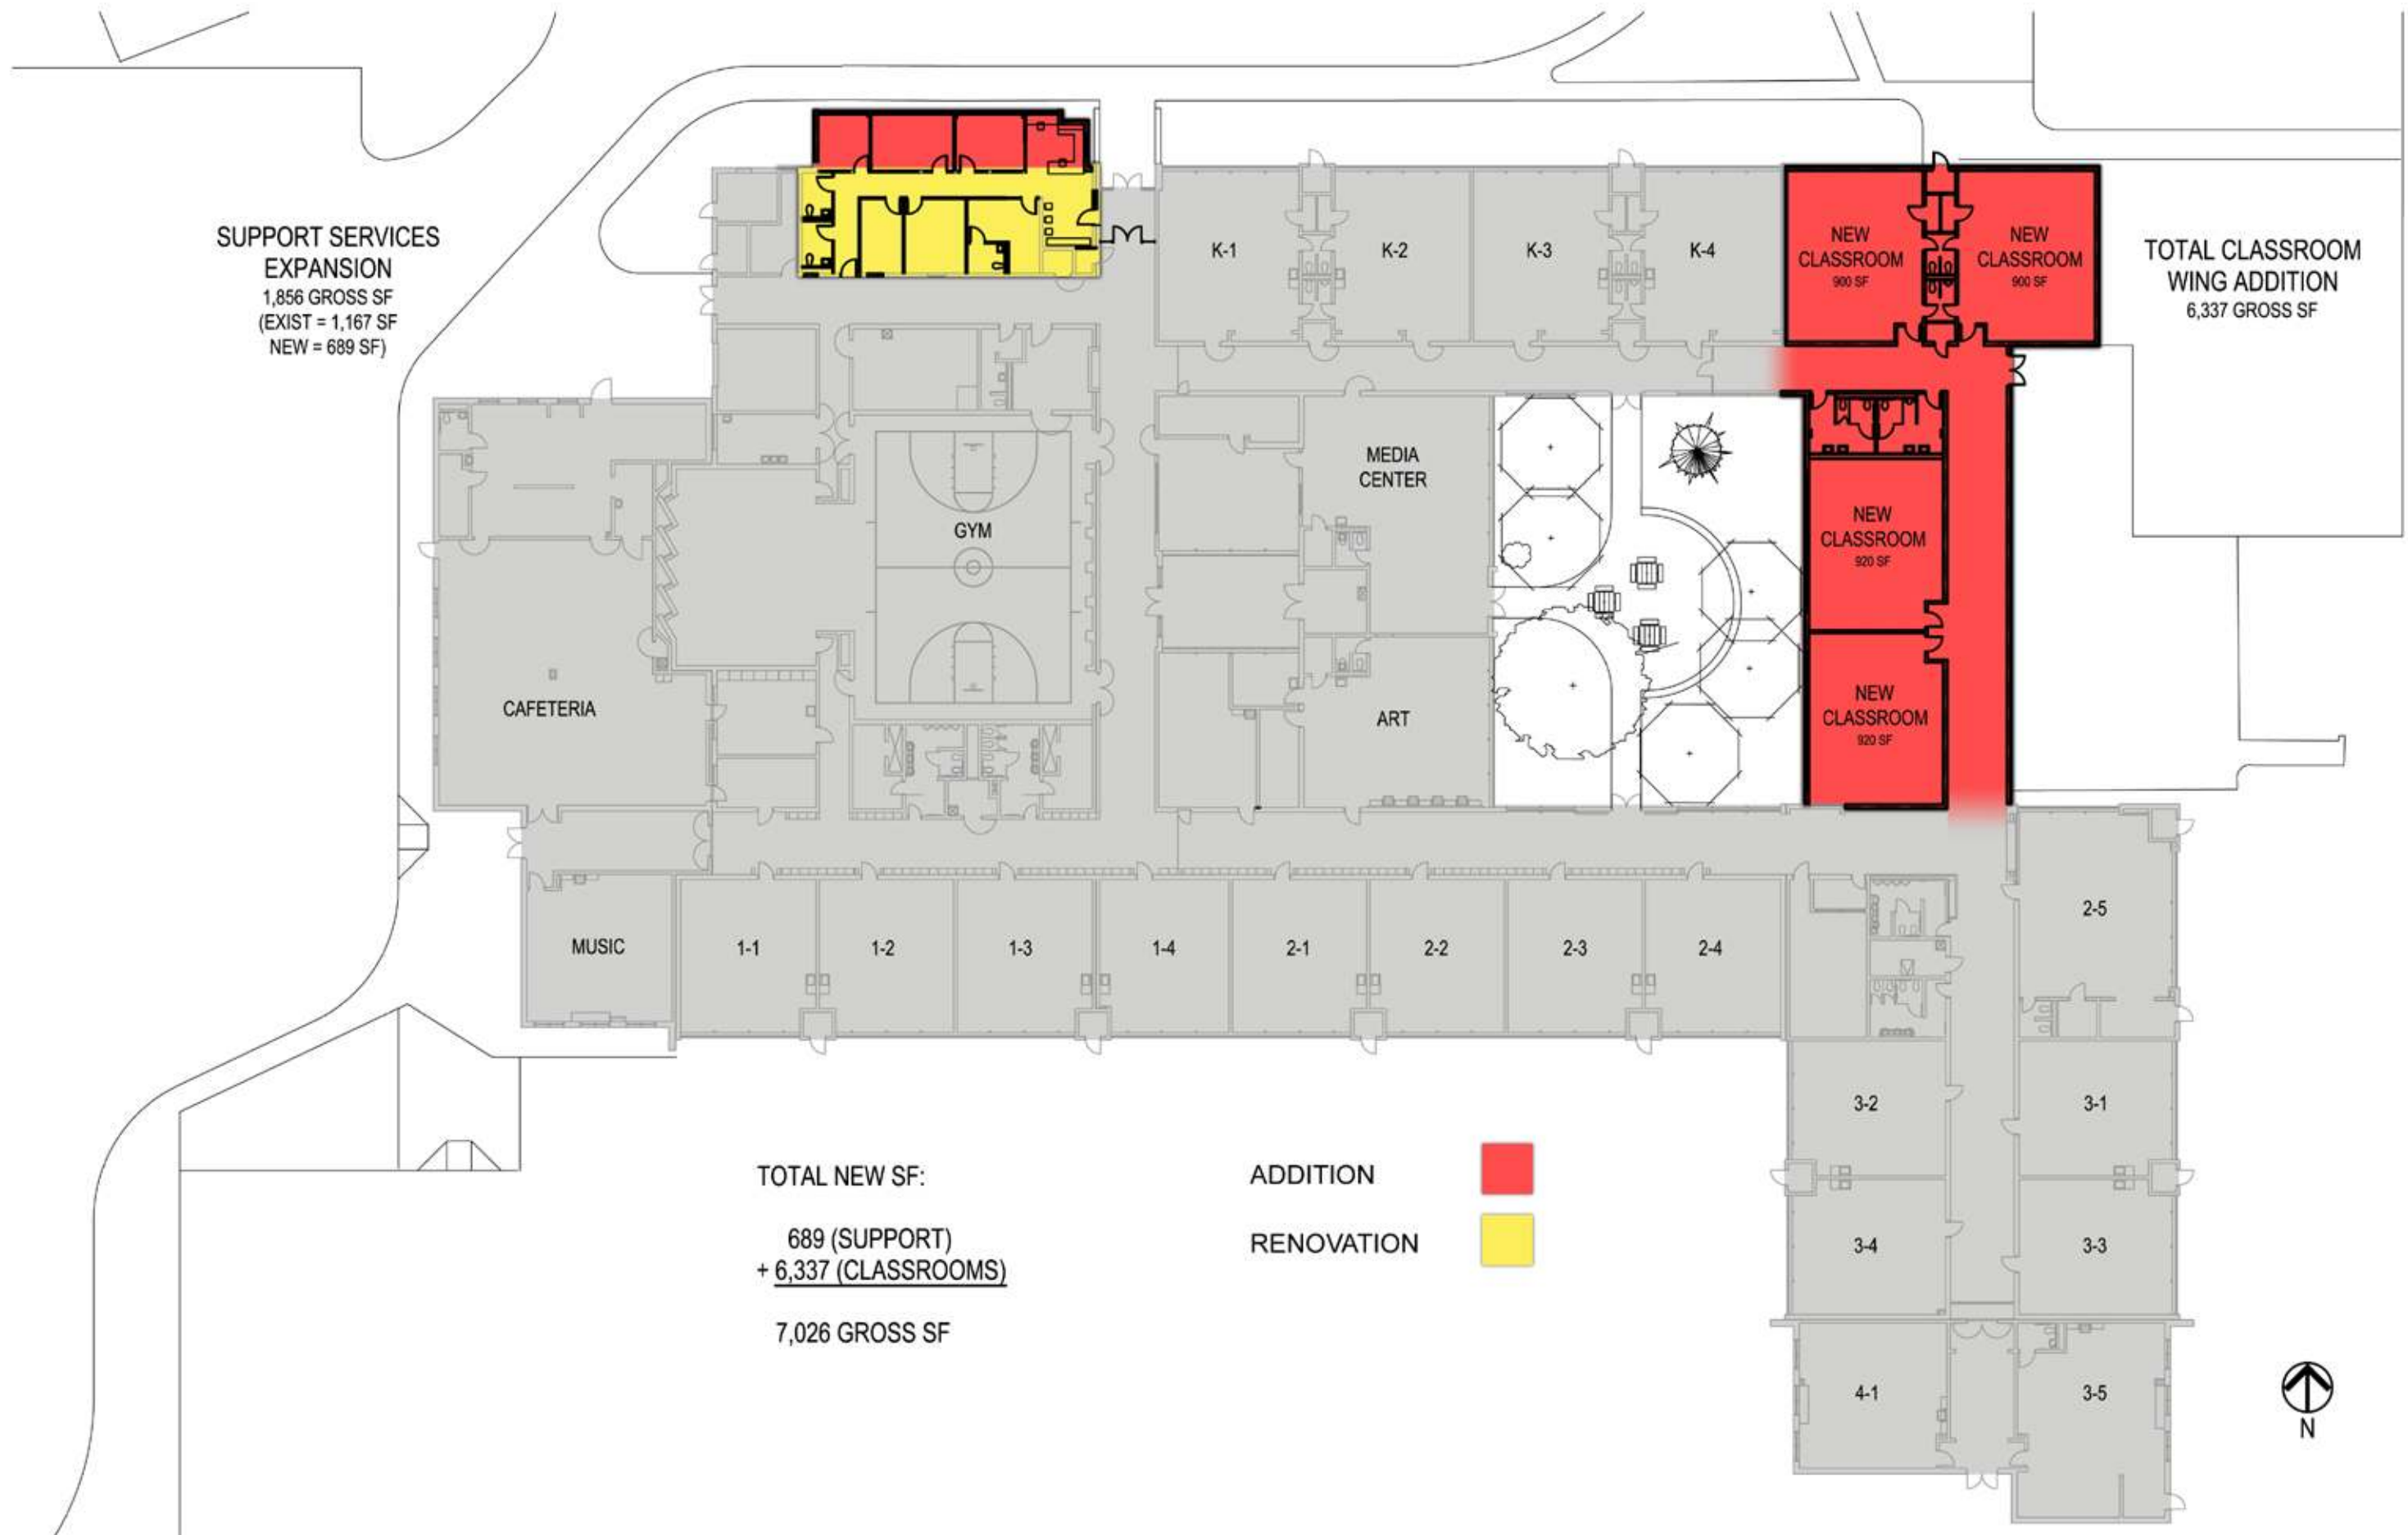 SUPPORT SERVICES
EXPANSION
1,856 GROSS SF
(EXIST = 1,167 SF
NEW = 689 SF)
K-1
K-2
K-3
K-4
NEW
CLASSROOM
900 SF
NEW
CLASSROOM
900 SF
TOTAL CLASSROOM
WING ADDITION
6,337 GROSS SF
GYM
MEDIA
CENTER
NEW
CLASSROOM
920 SF
CAFETERIA
ART
NEW
CLASSROOM
920 SF
MUSIC
1-1
1-2
1-3
1-4
2-1
2-2
2-3
2-4
2-5
3-2
3-1
3-4
3-3
4-1
3-5
TOTAL NEW SF:
689 (SUPPORT)
+ 6,337 (CLASSROOMS)
7,026 GROSS SF
ADDITION
RENOVATION
N